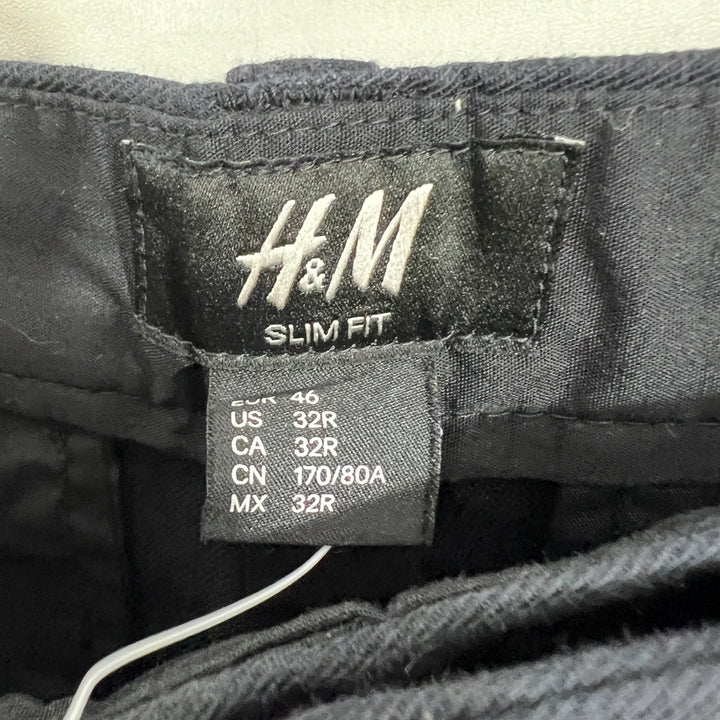 H&M
SLIM FIT
EUR 46
US 32R
CA 32R
CN 170/80A
MX 32R